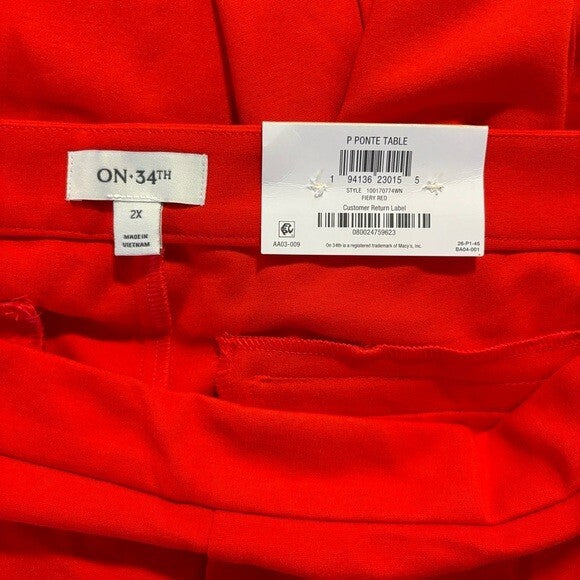 ON·34TH
2X
MADE IN
VIETNAM
P PONTE TABLE
1 94136 23015 5
STYLE 100170774WN
FIERY RED
Customer Return Label
080024759623
AA03-009
On 34th is a registered trademark of Macy's, Inc.
26-P1-45
BA04-001